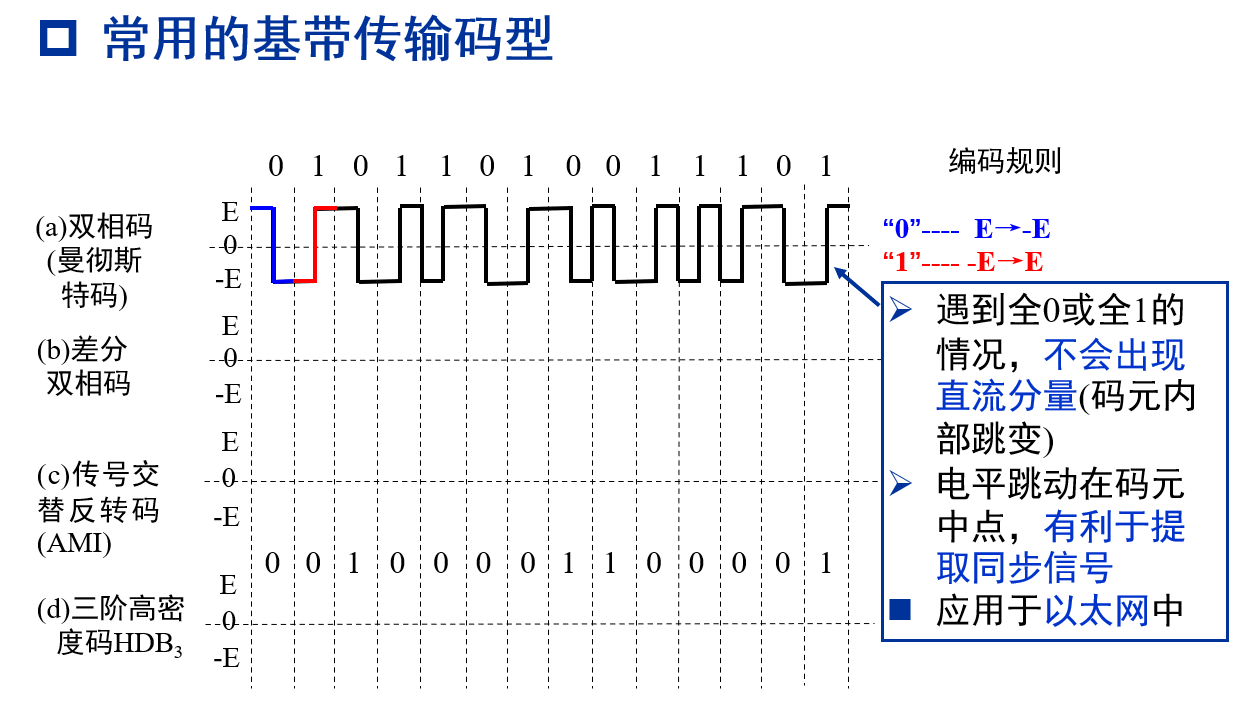 常用的基带传输码型
0 1 0 1 1 0 1 0 0 1 1 1 0 1
编码规则
(a)双相码
(曼彻斯
特码)
E
0
-E
“0”---- E→-E
“1”---- -E→E
遇到全0或全1的
情况，不会出现
直流分量(码元内
部跳变)
电平跳动在码元
中点，有利于提
取同步信号
应用于以太网中
(b)差分
双相码
E
0
-E
(c)传号交
替反转码
(AMI)
E
0
-E
0 0 1 0 0 0 0 1 1 0 0 0 0 1
(d)三阶高密
度码HDB3
E
0
-E